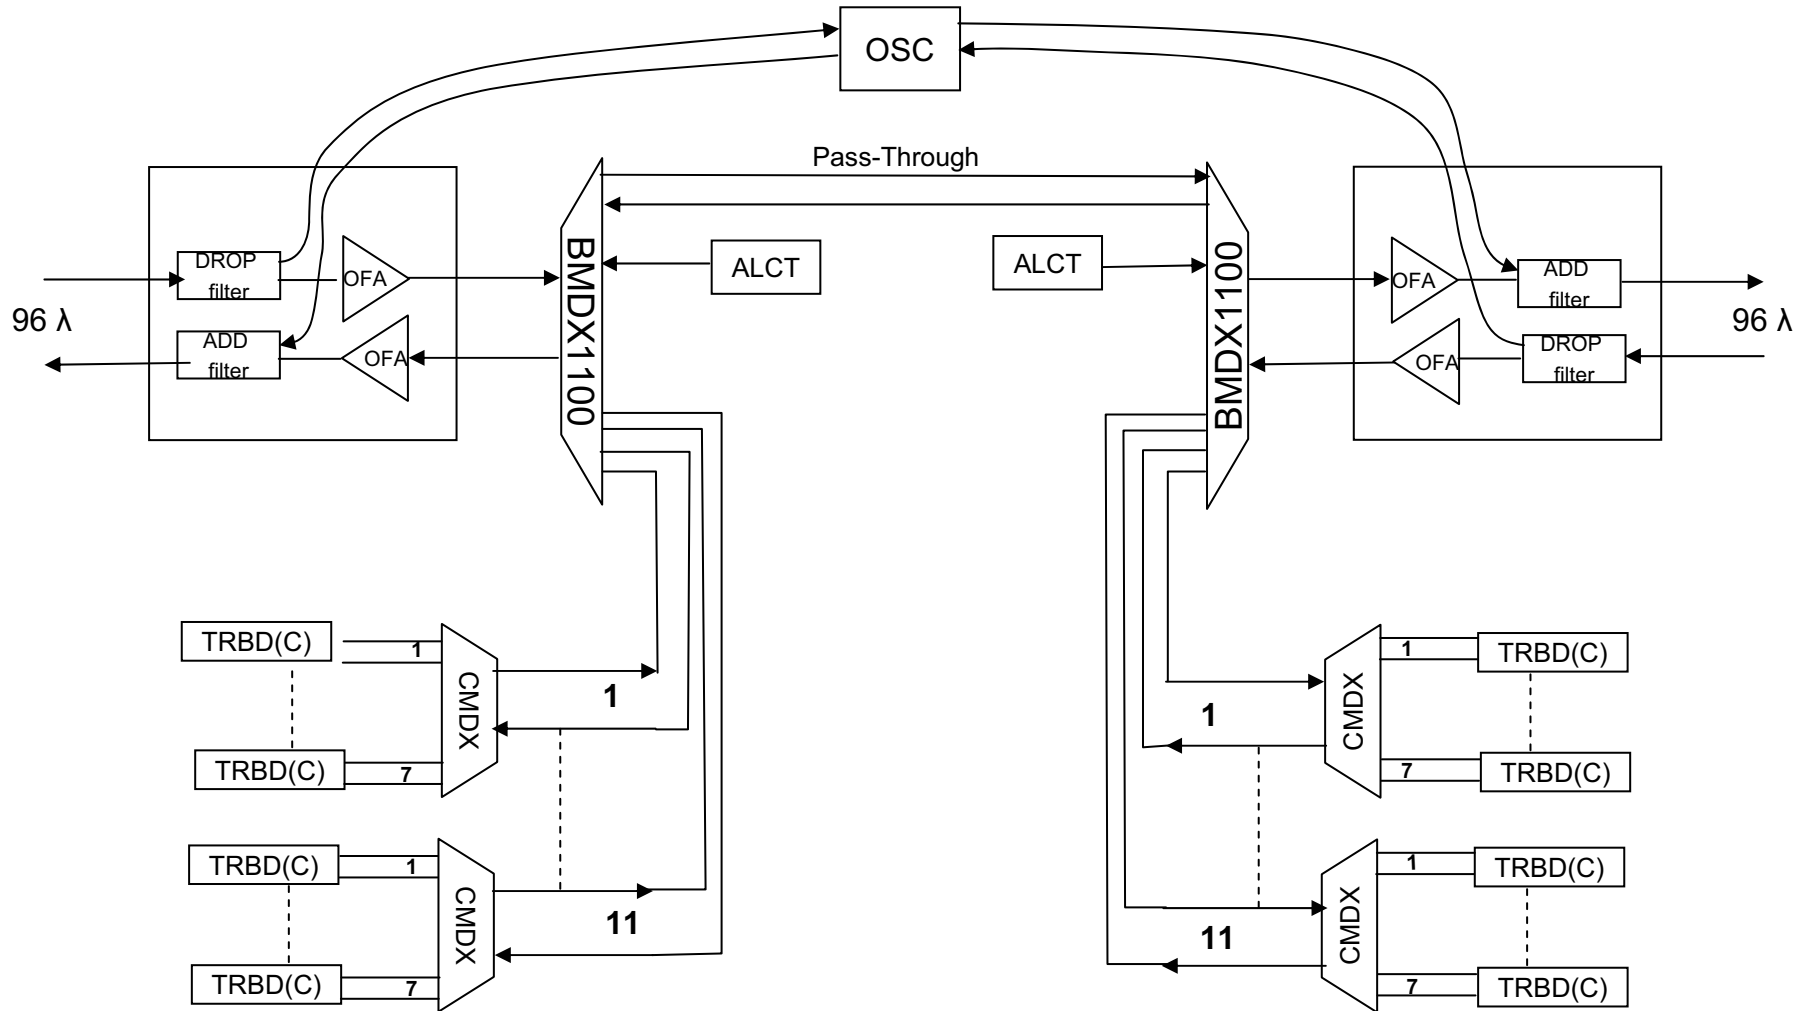 OSC
Pass-Through
DROP
filter
OFA
ADD
filter
OFA
96 λ
BMDX1100
ALCT
ALCT
BMDX1100
OFA
ADD
filter
OFA
DROP
filter
96 λ
TRBD(C)
1
CMDX
1
TRBD(C)
7
TRBD(C)
1
CMDX
11
TRBD(C)
7
1
CMDX
1
TRBD(C)
7
TRBD(C)
11
CMDX
1
TRBD(C)
7
TRBD(C)